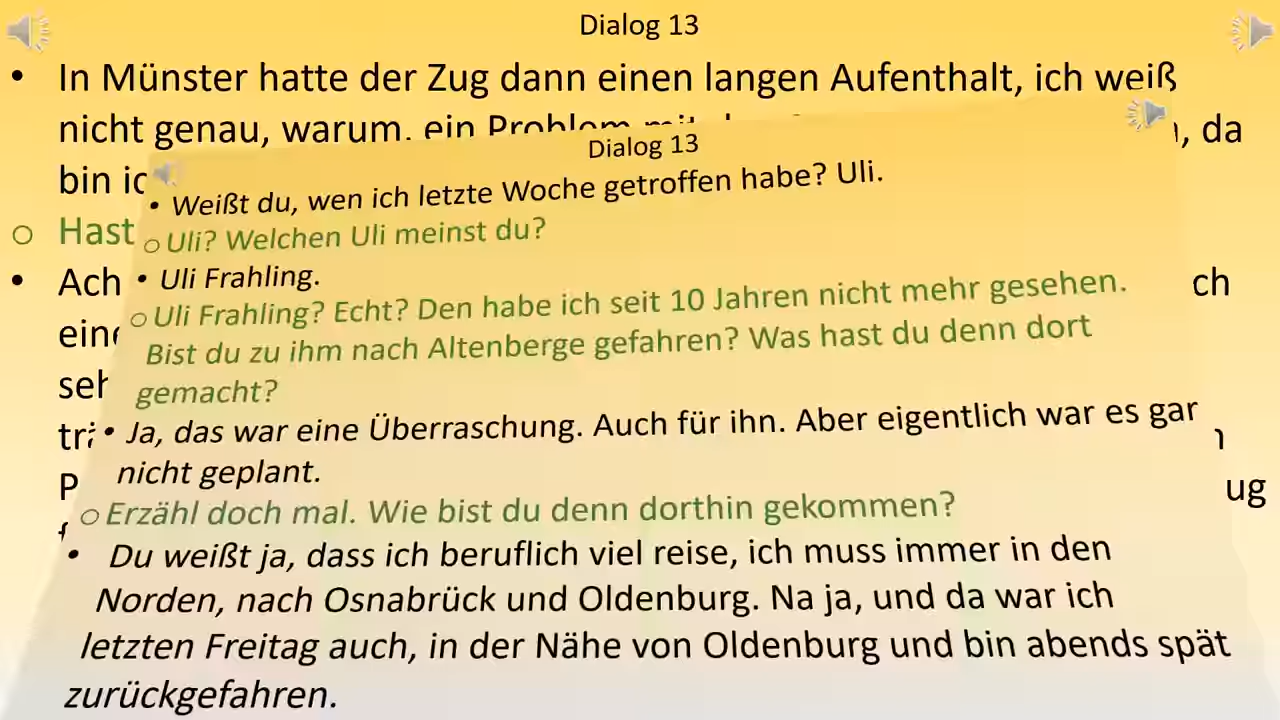 Dialog 13
• In Münster hatte der Zug dann einen langen Aufenthalt, ich weiß
nicht genau, warum, ein Problem mit da
bin
○ Hast
• Ach ch
P ug
Dialog 13
• Weißt du, wen ich letzte Woche getroffen habe? Uli.
○ Uli? Welchen Uli meinst du?
• Uli Frahling.
○ Uli Frahling? Echt? Den habe ich seit 10 Jahren nicht mehr gesehen.
Bist du zu ihm nach Altenberge gefahren? Was hast du denn dort
gemacht?
• Ja, das war eine Überraschung. Auch für ihn. Aber eigentlich war es gar
nicht geplant.
○ Erzähl doch mal. Wie bist du denn dorthin gekommen?
• Du weißt ja, dass ich beruflich viel reise, ich muss immer in den
Norden, nach Osnabrück und Oldenburg. Na ja, und da war ich
letzten Freitag auch, in der Nähe von Oldenburg und bin abends spät
zurückgefahren.